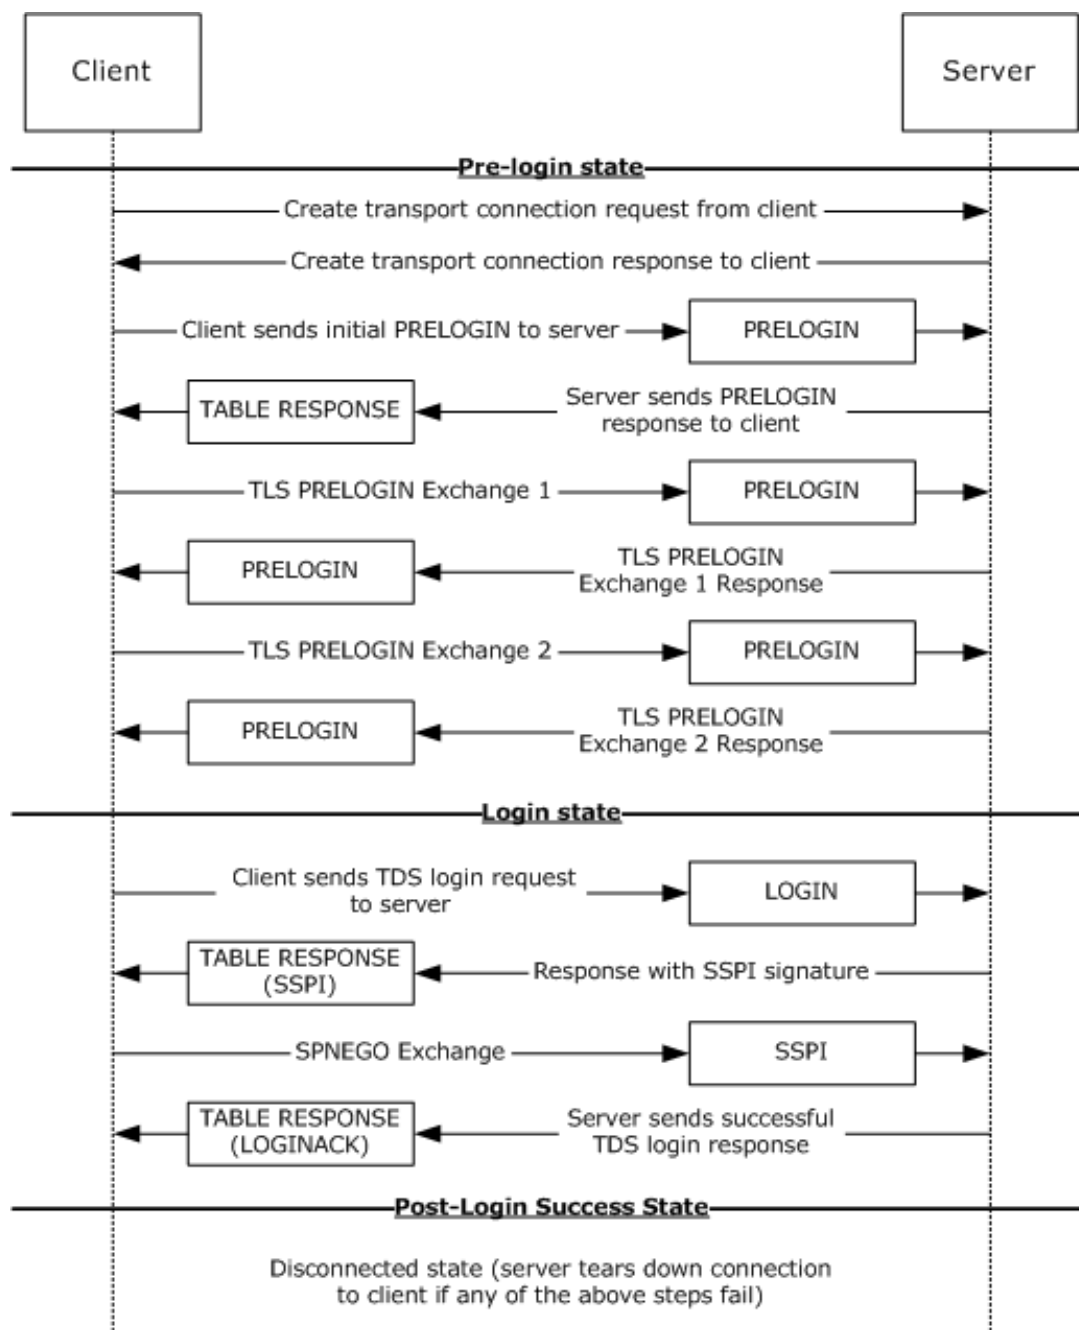 Client
Server
Pre-login state
Create transport connection request from client
Create transport connection response to client
Client sends initial PRELOGIN to server
PRELOGIN
TABLE RESPONSE
Server sends PRELOGIN
response to client
TLS PRELOGIN Exchange 1
PRELOGIN
PRELOGIN
TLS PRELOGIN
Exchange 1 Response
TLS PRELOGIN Exchange 2
PRELOGIN
PRELOGIN
TLS PRELOGIN
Exchange 2 Response
Login state
Client sends TDS login request
to server
LOGIN
TABLE RESPONSE
(SSPI)
Response with SSPI signature
SPNEGO Exchange
SSPI
TABLE RESPONSE
(LOGINACK)
Server sends successful
TDS login response
Post-Login Success State
Disconnected state (server tears down connection
to client if any of the above steps fail)